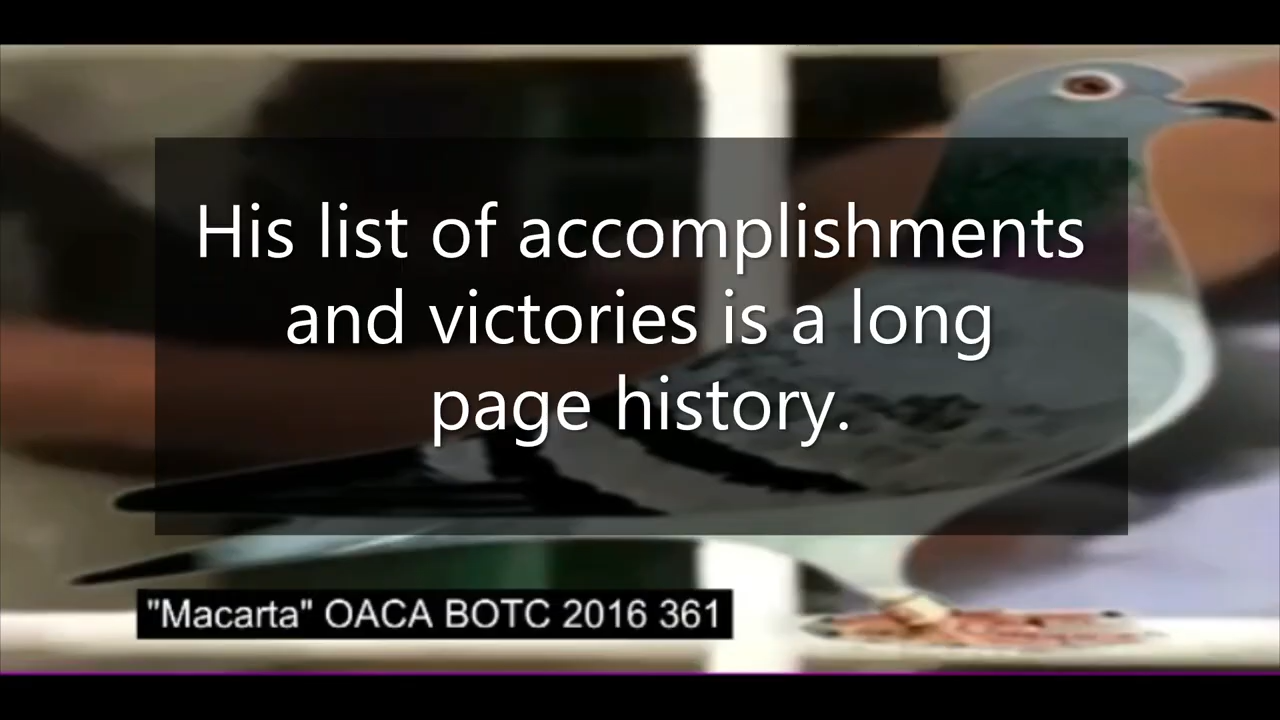 His list of accomplishments
and victories is a long
page history.
"Macarta" OACA BOTC 2016 361